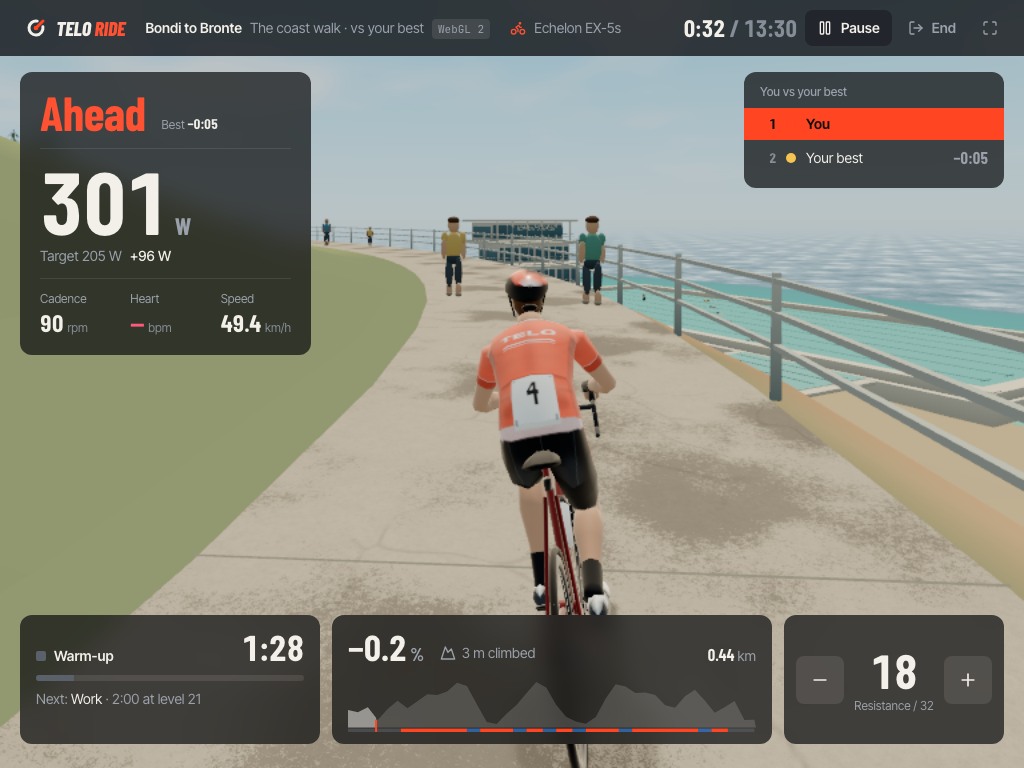 TELO RIDE Bondi to Bronte The coast walk · vs your best WebGL 2 Echelon EX-5s 0:32 / 13:30 Pause End
Ahead Best −0:05
301 W
Target 205 W +96 W
Cadence Heart Speed
90 rpm — bpm 49.4 km/h
You vs your best
1 You
2 Your best −0:05
TELO
4
Warm-up 1:28
Next: Work · 2:00 at level 21
−0.2 % 3 m climbed 0.44 km
− 18 +
Resistance / 32